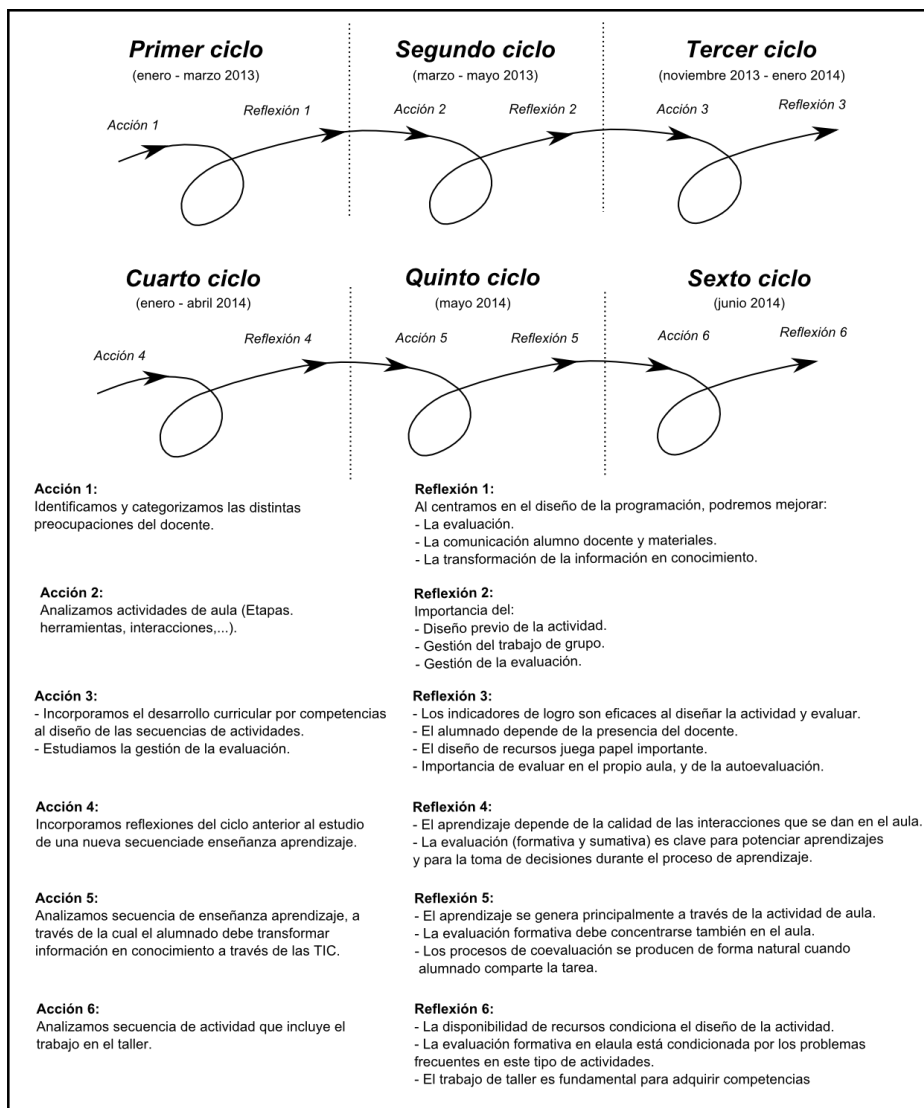 Primer ciclo
(enero - marzo 2013)
Segundo ciclo
(marzo - mayo 2013)
Tercer ciclo
(noviembre 2013 - enero 2014)
Acción 1
Reflexión 1
Acción 2
Reflexión 2
Acción 3
Reflexión 3
Cuarto ciclo
(enero - abril 2014)
Quinto ciclo
(mayo 2014)
Sexto ciclo
(junio 2014)
Acción 4
Reflexión 4
Acción 5
Reflexión 5
Acción 6
Reflexión 6
Acción 1:
Identificamos y categorizamos las distintas
preocupaciones del docente.
Reflexión 1:
Al centramos en el diseño de la programación, podremos mejorar:
- La evaluación.
- La comunicación alumno docente y materiales.
- La transformación de la información en conocimiento.
Acción 2:
Analizamos actividades de aula (Etapas.
herramientas, interacciones,...).
Reflexión 2:
Importancia del:
- Diseño previo de la actividad.
- Gestión del trabajo de grupo.
- Gestión de la evaluación.
Acción 3:
- Incorporamos el desarrollo curricular por competencias
al diseño de las secuencias de actividades.
- Estudiamos la gestión de la evaluación.
Reflexión 3:
- Los indicadores de logro son eficaces al diseñar la actividad y evaluar.
- El alumnado depende de la presencia del docente.
- El diseño de recursos juega papel importante.
- Importancia de evaluar en el propio aula, y de la autoevaluación.
Acción 4:
Incorporamos reflexiones del ciclo anterior al estudio
de una nueva secuenciade enseñanza aprendizaje.
Reflexión 4:
- El aprendizaje depende de la calidad de las interacciones que se dan en el aula.
- La evaluación (formativa y sumativa) es clave para potenciar aprendizajes
y para la toma de decisiones durante el proceso de aprendizaje.
Acción 5:
Analizamos secuencia de enseñanza aprendizaje, a
través de la cual el alumnado debe transformar
información en conocimiento a través de las TIC.
Reflexión 5:
- El aprendizaje se genera principalmente a través de la actividad de aula.
- La evaluación formativa debe concentrarse también en el aula.
- Los procesos de coevaluación se producen de forma natural cuando
alumnado comparte la tarea.
Acción 6:
Analizamos secuencia de actividad que incluye el
trabajo en el taller.
Reflexión 6:
- La disponibilidad de recursos condiciona el diseño de la actividad.
- La evaluación formativa en elaula está condicionada por los problemas
frecuentes en este tipo de actividades.
- El trabajo de taller es fundamental para adquirir competencias